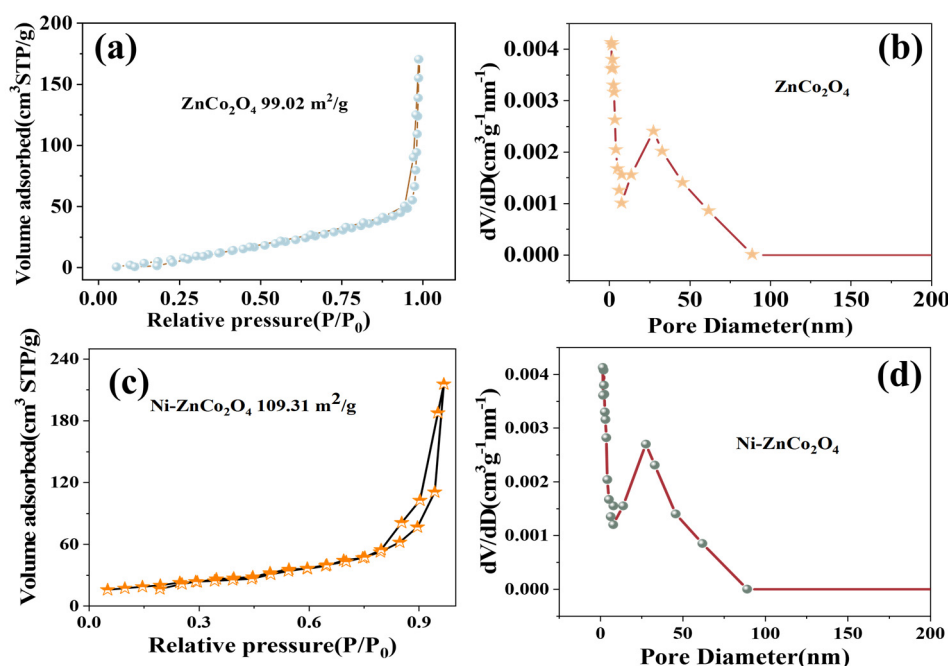 (a)
ZnCo₂O₄ 99.02 m²/g
Volume adsorbed(cm³STP/g)
200
150
100
50
0
0.00 0.25 0.50 0.75 1.00
Relative pressure(P/P₀)
(b)
ZnCo₂O₄
dV/dD(cm³g⁻¹nm⁻¹)
0.004
0.003
0.002
0.001
0.000
0 50 100 150 200
Pore Diameter(nm)
(c)
Ni-ZnCo₂O₄ 109.31 m²/g
Volume adsorbed(cm³ STP/g)
240
180
120
60
0
0.0 0.3 0.6 0.9
Relative pressure(P/P₀)
(d)
Ni-ZnCo₂O₄
dV/dD(cm³g⁻¹nm⁻¹)
0.004
0.003
0.002
0.001
0.000
0 50 100 150 200
Pore Diameter(nm)